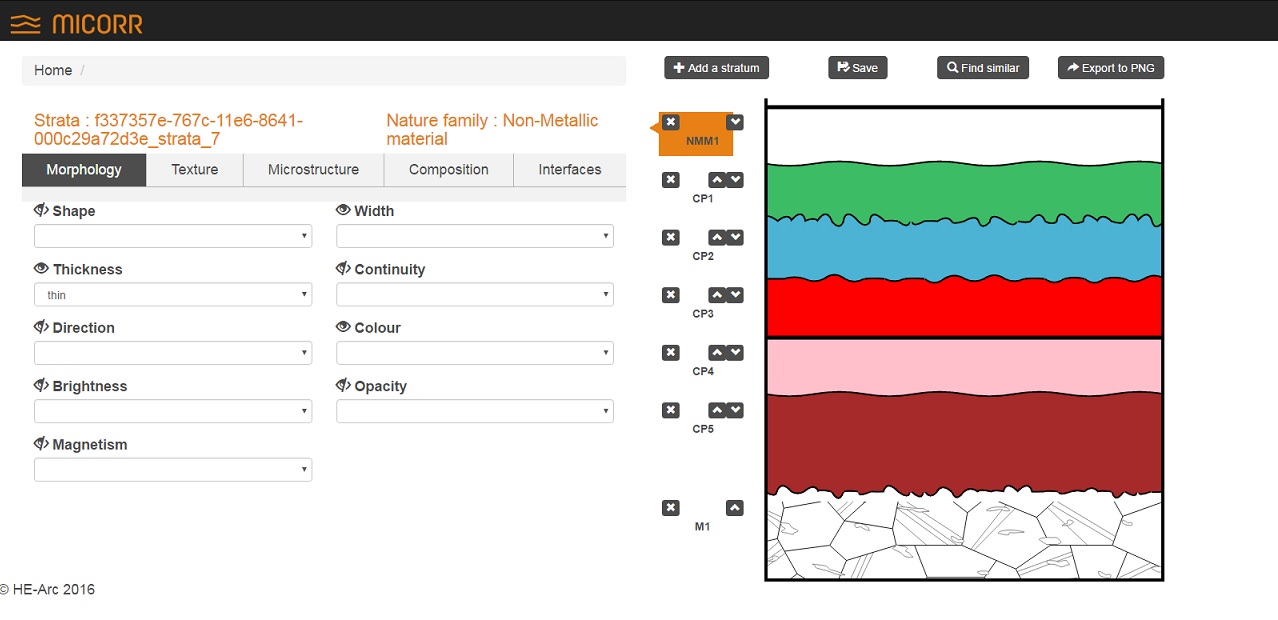 MICORR
Home /
Strata : f337357e-767c-11e6-8641-
000c29a72d3e_strata_7
Nature family : Non-Metallic
material
Morphology
Texture
Microstructure
Composition
Interfaces
Shape
Width
Thickness
thin
Continuity
Direction
Colour
Brightness
Opacity
Magnetism
+ Add a stratum
Save
Find similar
Export to PNG
NMM1
CP1
CP2
CP3
CP4
CP5
M1
© HE-Arc 2016